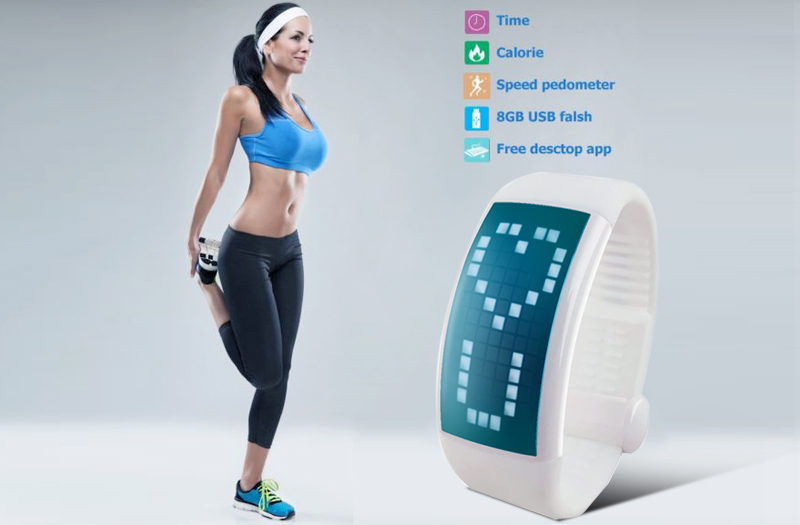 Time
Calorie
Speed pedometer
8GB USB falsh
Free desctop app
U